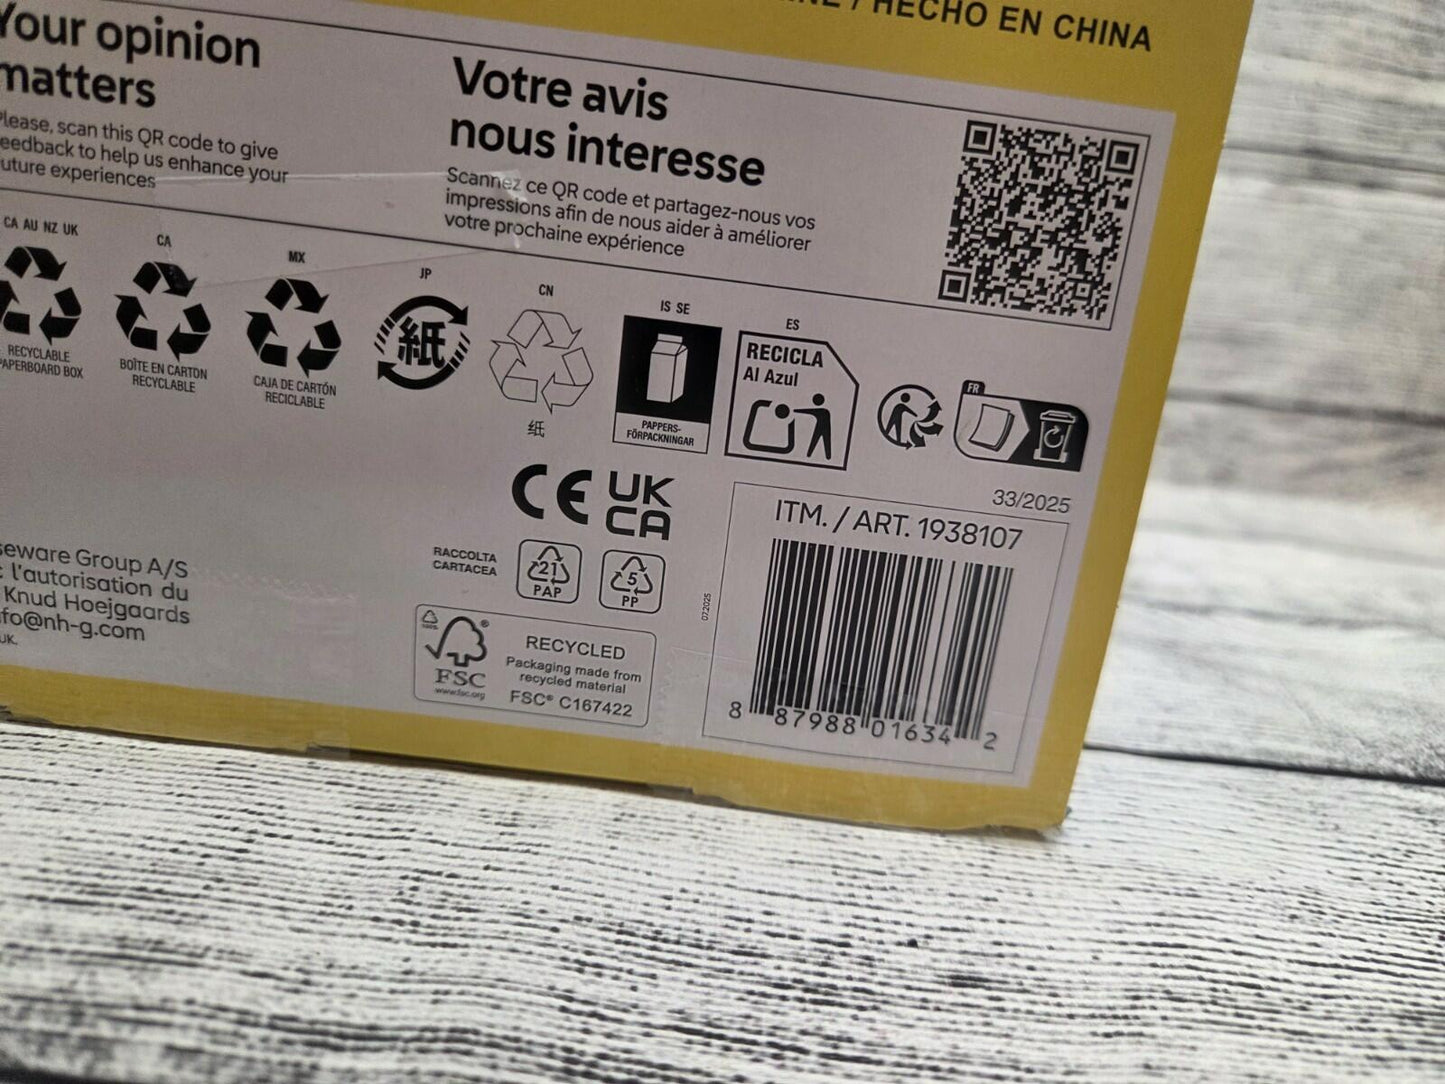 HECHO EN CHINA
Your opinion
matters
Please, scan this QR code to give
feedback to help us enhance your
future experiences
Votre avis
nous interesse
Scannez ce QR code et partagez-nous vos
impressions afin de nous aider à améliorer
votre prochaine expérience
CA AU NZ UK
RECYCLABLE
PAPERBOARD BOX
CA
BOÎTE EN CARTON
RECYCLABLE
MX
CAJA DE CARTÓN
RECICLABLE
JP
紙
CN
纸
IS SE
PAPPERS-
FÖRPACKNINGAR
ES
RECICLA
Al Azul
FR
CE
UK
CA
RACCOLTA
CARTACEA
21
PAP
5
PP
100%
FSC®
www.fsc.org
RECYCLED
Packaging made from
recycled material
FSC® C167422
Group A/S
l'autorisation du
Knud Hoejgaards
info@nh-g.com
UK.
33/2025
ITM. / ART. 1938107
07.2025
8 87988 01634 2